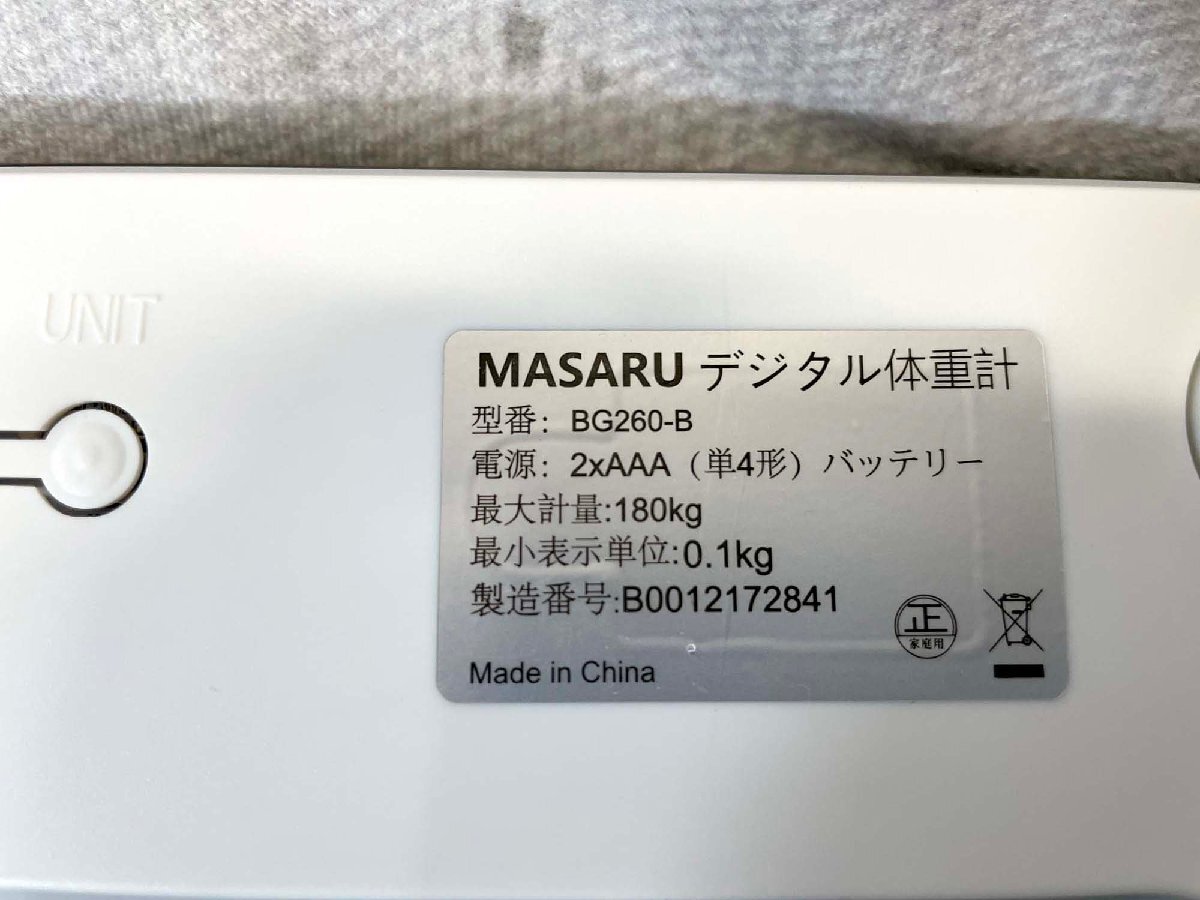 UNIT
MASARU デジタル体重計
型番: BG260-B
電源: 2xAAA（単4形）バッテリー
最大計量:180kg
最小表示単位:0.1kg
製造番号:B0012172841
正
家庭用
Made in China